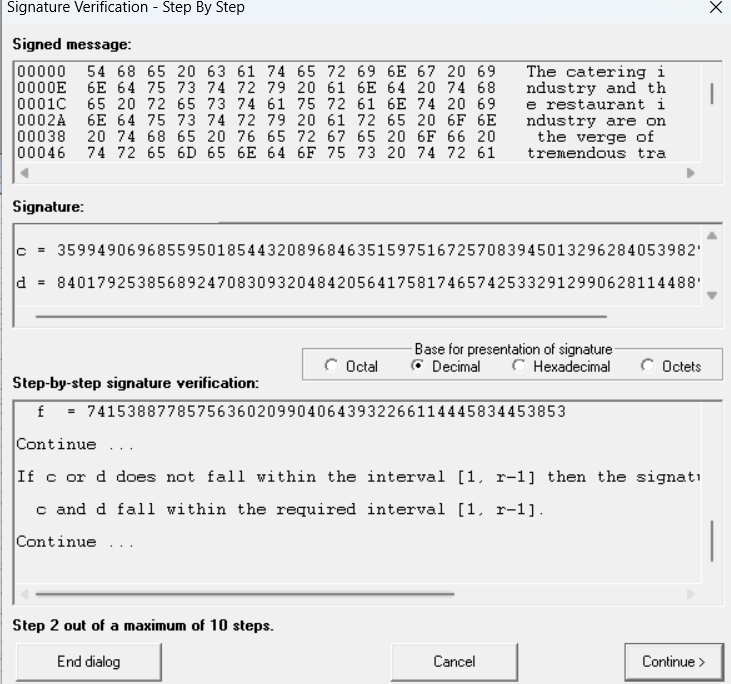 Signature Verification - Step By Step
Signed message:
00000 54 68 65 20 63 61 74 65 72 69 6E 67 20 69 The catering i
0000E 6E 64 75 73 74 72 79 20 61 6E 64 20 74 68 ndustry and th
0001C 65 20 72 65 73 74 61 75 72 61 6E 74 20 69 e restaurant i
0002A 6E 64 75 73 74 72 79 20 61 72 65 20 6F 6E ndustry are on
00038 20 74 68 65 20 76 65 72 67 65 20 6F 66 20 the verge of
00046 74 72 65 6D 65 6E 64 6F 75 73 20 74 72 61 tremendous tra
Signature:
c = 359949069685595018544320896846351597516725708394501329628405398​2
d = 840179253856892470830932048420564175817465742533291299062811448​8
Base for presentation of signature
Octal Decimal Hexadecimal Octets
Step-by-step signature verification:
f = 741538877857563602099040643932266114445834453853
Continue ...
If c or d does not fall within the interval [1, r-1] then the
c and d fall within the required interval [1, r-1].
Continue ...
Step 2 out of a maximum of 10 steps.
End dialog Cancel Continue >